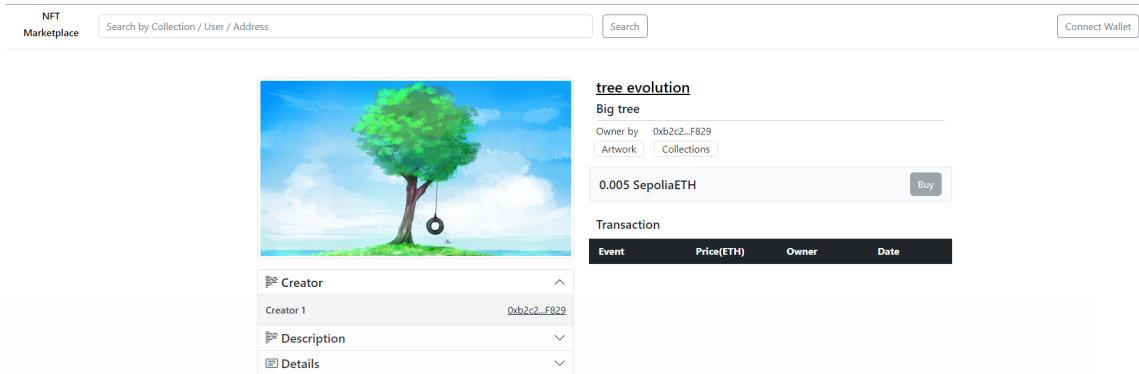 NFT
Marketplace
Search by Collection / User / Address
Search
Connect Wallet
tree evolution
Big tree
Owner by 0xb2c2...F829
Artwork Collections
0.005 SepoliaETH Buy
Transaction
Event Price(ETH) Owner Date
Creator
Creator 1 0xb2c2...F829
Description
Details